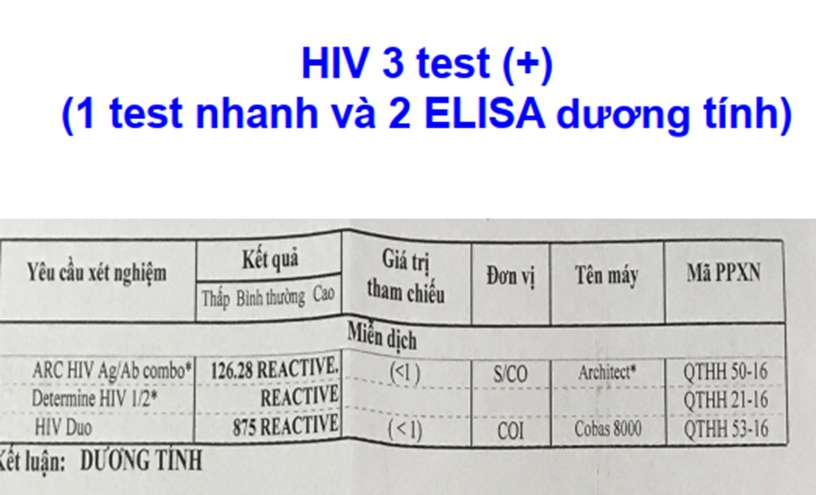 HIV 3 test (+)
(1 test nhanh và 2 ELISA dương tính)
Yêu cầu xét nghiệm Kết quả Giá trị tham chiếu Đơn vị Tên máy Mã PPXN
Thấp Bình thường Cao
Miễn dịch
ARC HIV Ag/Ab combo* 126.28 REACTIVE. (<1) S/CO Architect* QTHH 50-16
Determine HIV 1/2* REACTIVE QTHH 21-16
HIV Duo 875 REACTIVE (<1) COI Cobas 8000 QTHH 53-16
Kết luận: DƯƠNG TÍNH